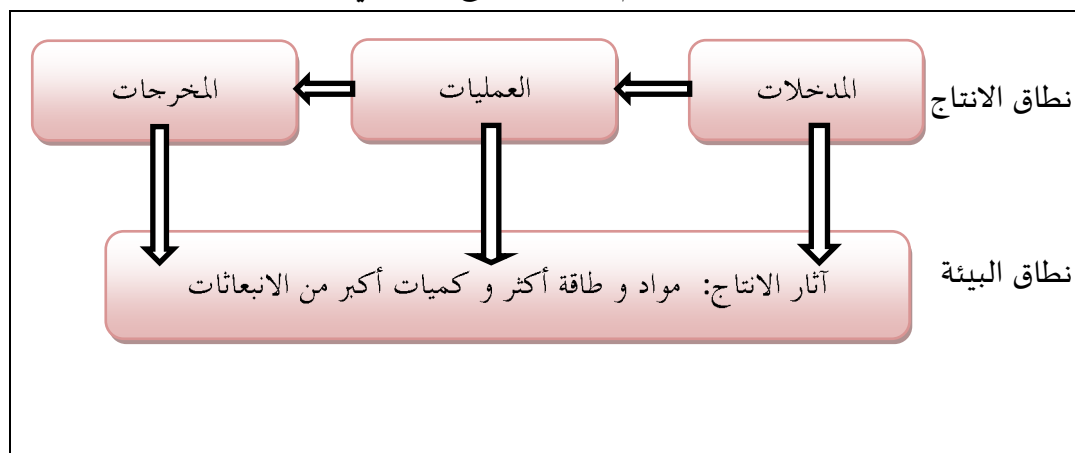 نطاق الانتاج
المدخلات
العمليات
المخرجات
نطاق البيئة
آثار الانتاج: مواد و طاقة أكثر و كميات أكبر من الانبعاثات